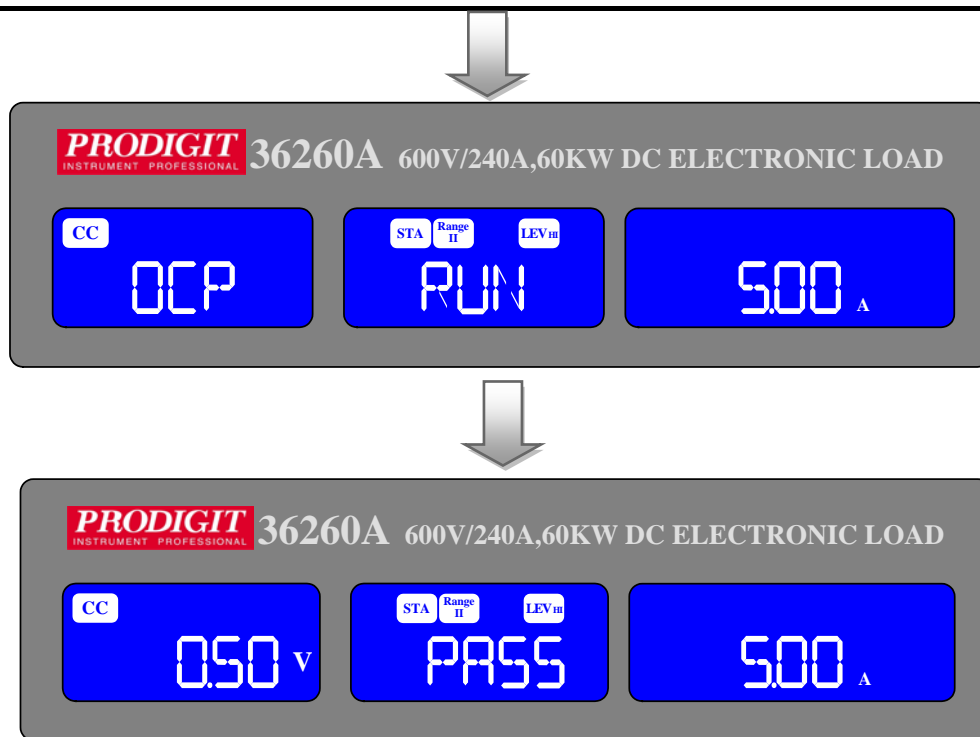 PRODIGIT
INSTRUMENT PROFESSIONAL
36260A 600V/240A,60KW DC ELECTRONIC LOAD
CC
OCP
STA Range II LEV HI
RUN
5.00 A
PRODIGIT
INSTRUMENT PROFESSIONAL
36260A 600V/240A,60KW DC ELECTRONIC LOAD
CC
0.50 V
STA Range II LEV HI
PASS
5.00 A